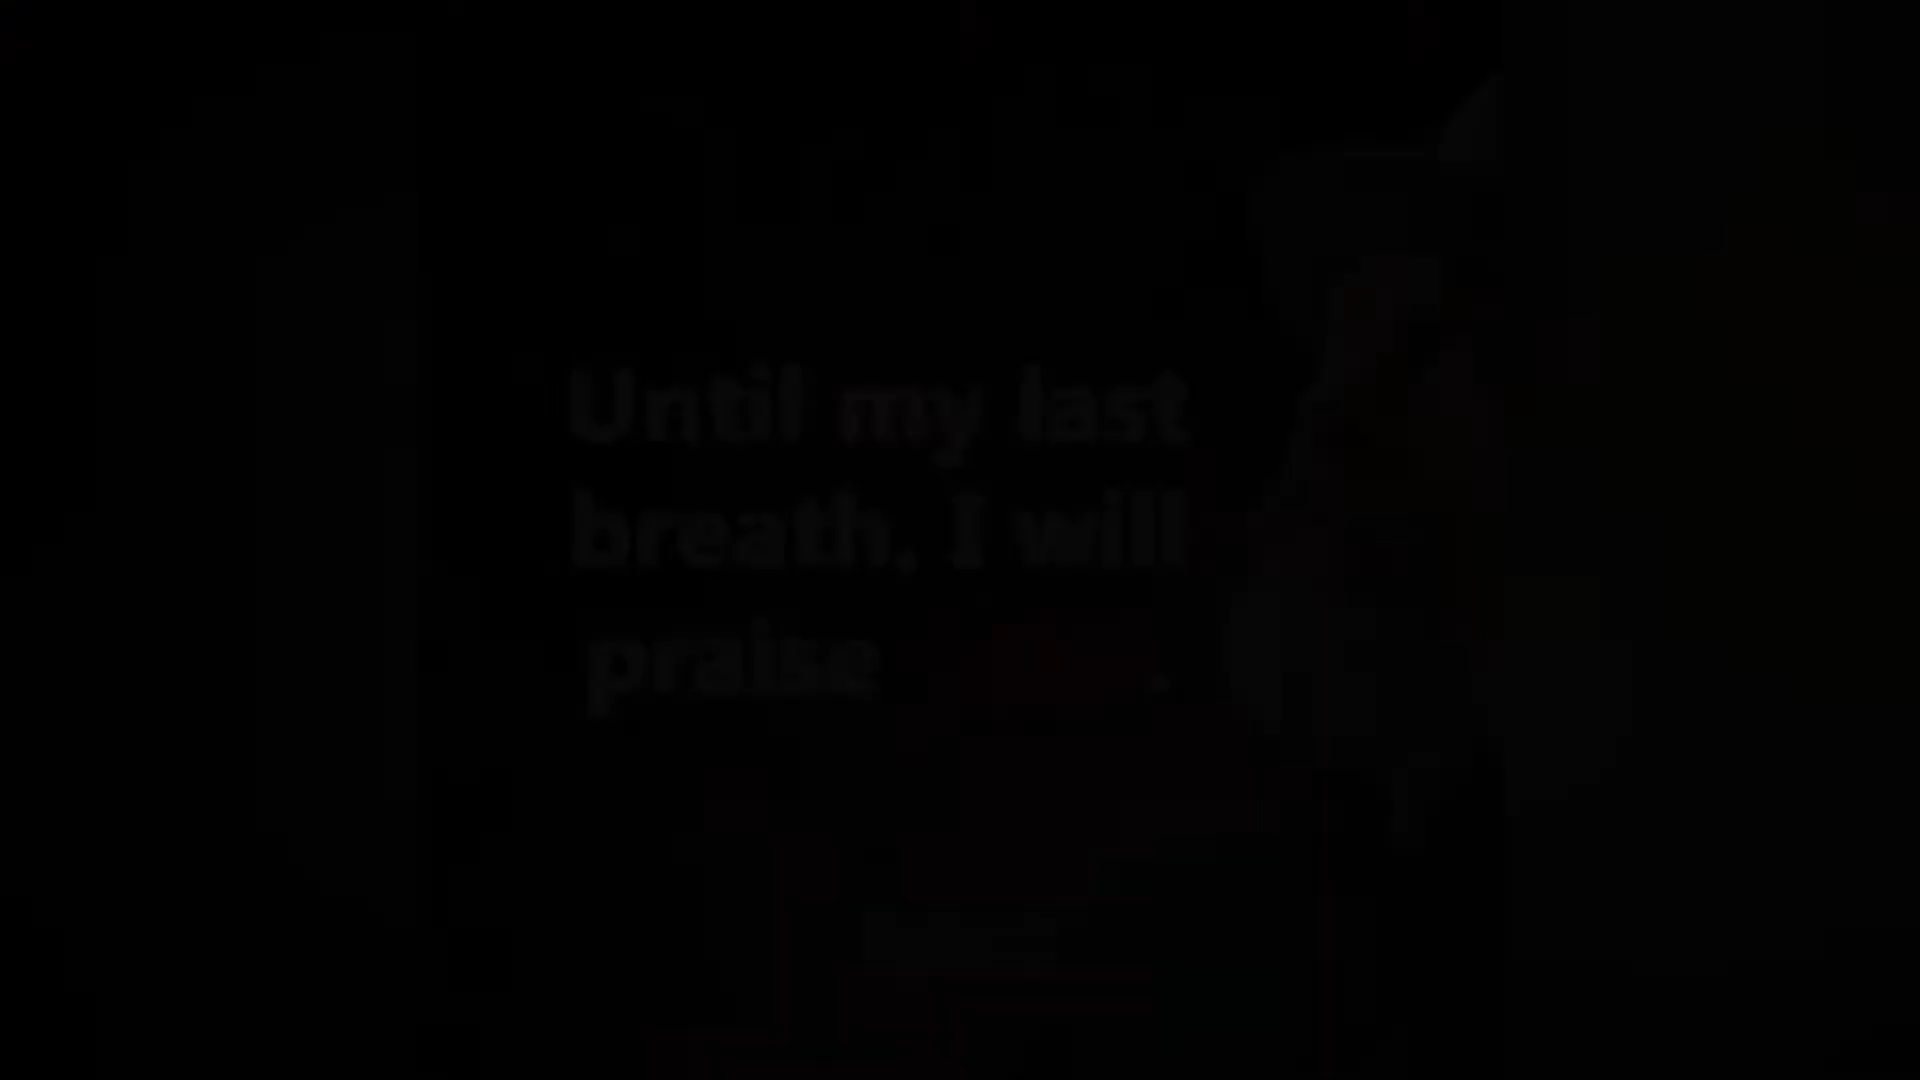 Until my last
breath, I will
praise .